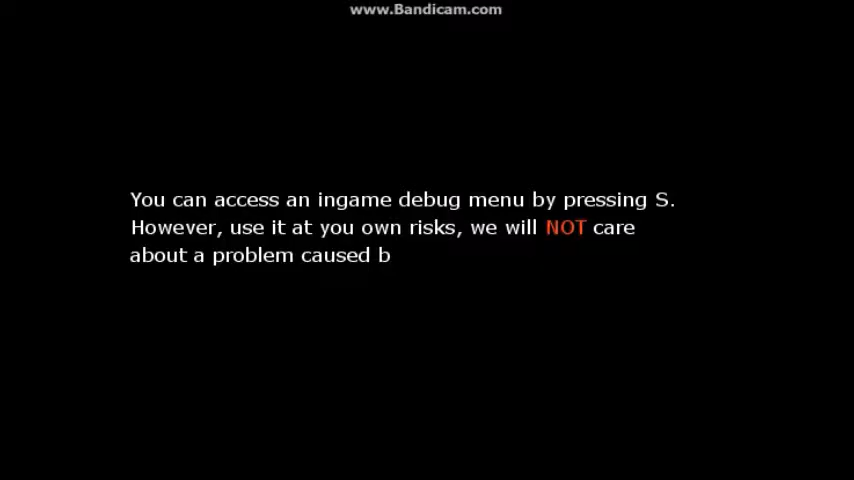 www.Bandicam.com
You can access an ingame debug menu by pressing S.
However, use it at you own risks, we will NOT care
about a problem caused b